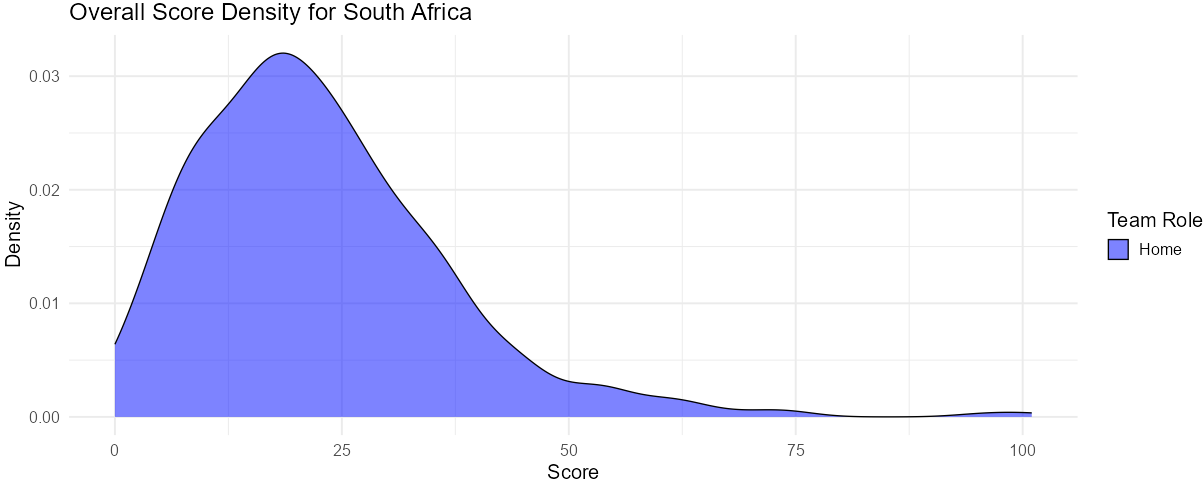 Overall Score Density for South Africa
Density
0.03
0.02
0.01
0.00
0
25
50
75
100
Score
Team Role
Home